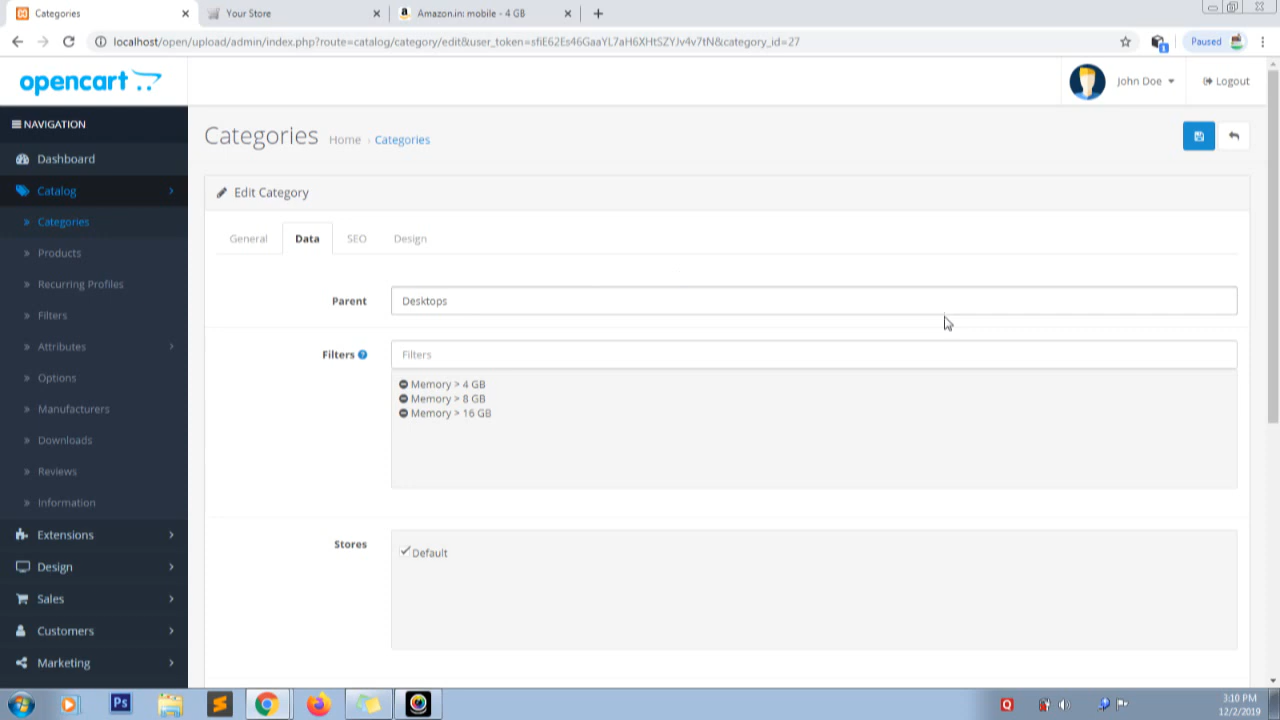 Categories
Your Store
Amazon.in: mobile - 4 GB
localhost/open/upload/admin/index.php?route=catalog/category/edit&user_token=sfiE62Es46GaaYL7aH6XHtSZYJv4v7tN&category_id=27
Paused
opencart
John Doe
Logout
NAVIGATION
Categories
Home › Categories
Dashboard
Catalog
Edit Category
Categories
General
Data
SEO
Design
Products
Recurring Profiles
Parent
Desktops
Filters
Filters
Filters
Attributes
Memory > 4 GB
Options
Memory > 8 GB
Manufacturers
Memory > 16 GB
Downloads
Reviews
Information
Extensions
Stores
Default
Design
Sales
Customers
Marketing
Ps
3:10 PM
12/2/2019